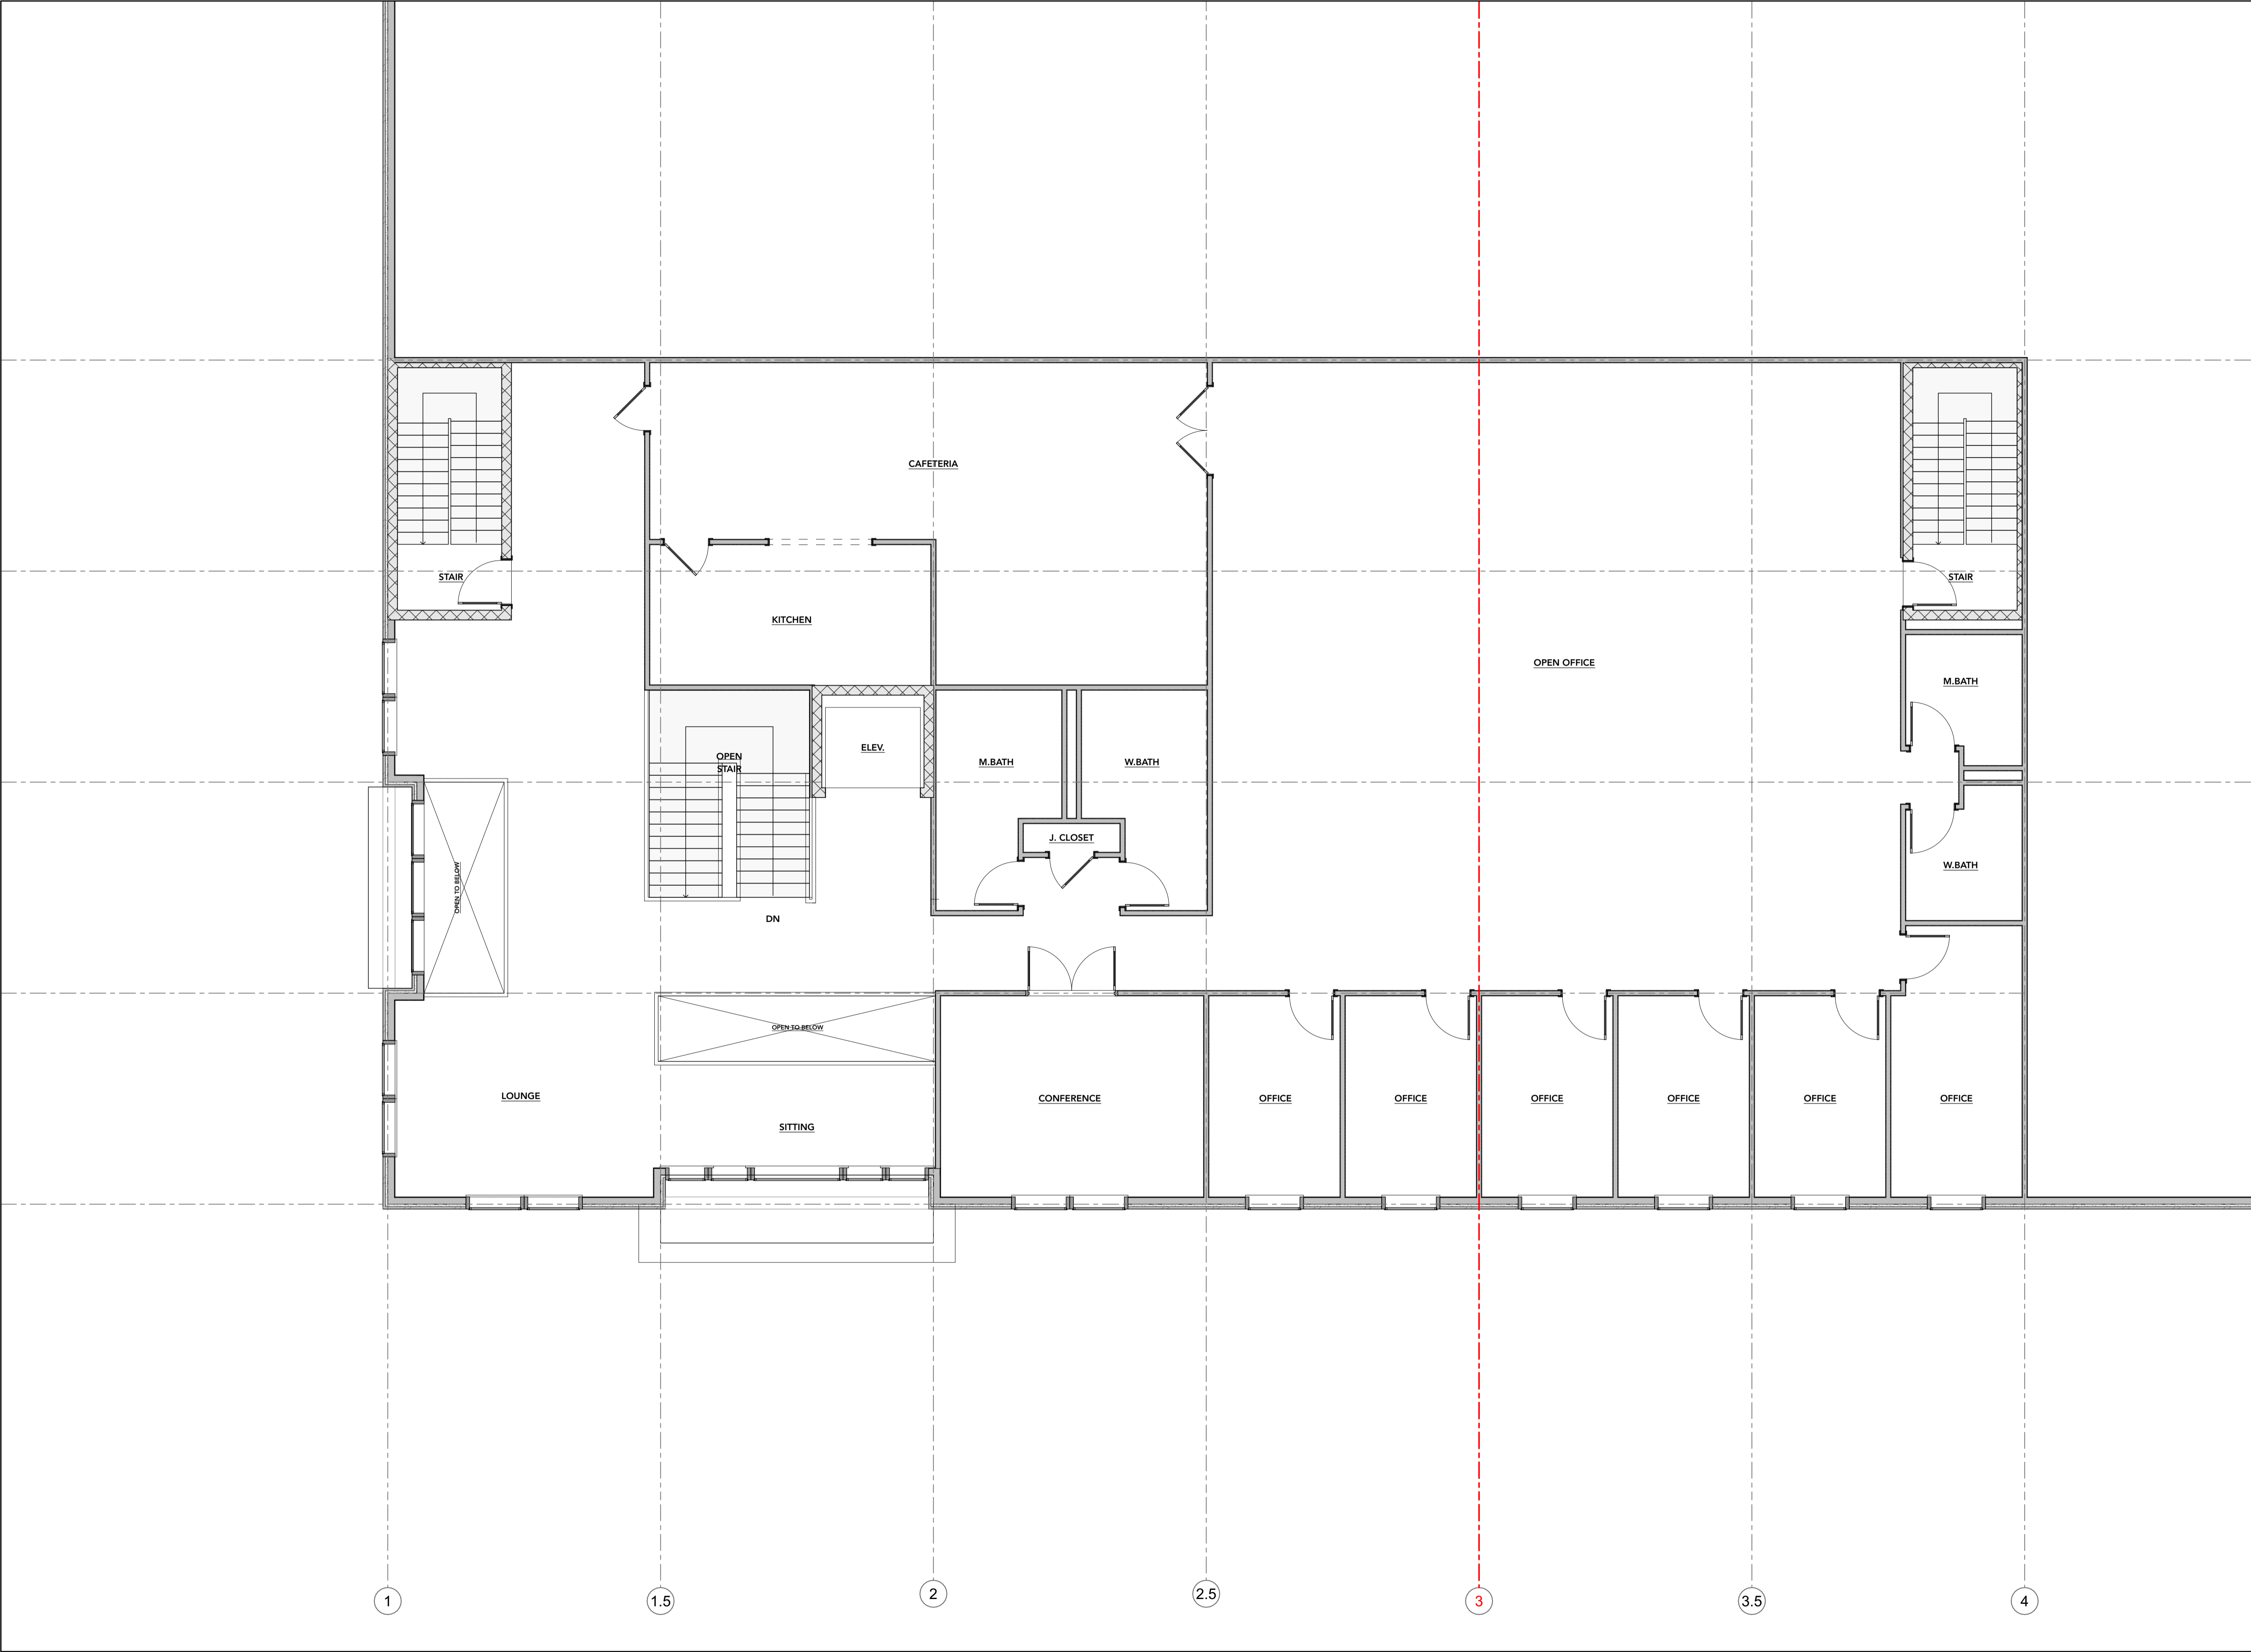 CAFETERIA
STAIR
STAIR
KITCHEN
OPEN OFFICE
M.BATH
ELEV.
OPEN
STAIR
M.BATH
W.BATH
J. CLOSET
W.BATH
OPEN TO BELOW
DN
OPEN TO BELOW
LOUNGE
CONFERENCE
OFFICE
OFFICE
OFFICE
OFFICE
OFFICE
OFFICE
SITTING
1
1.5
2
2.5
3
3.5
4